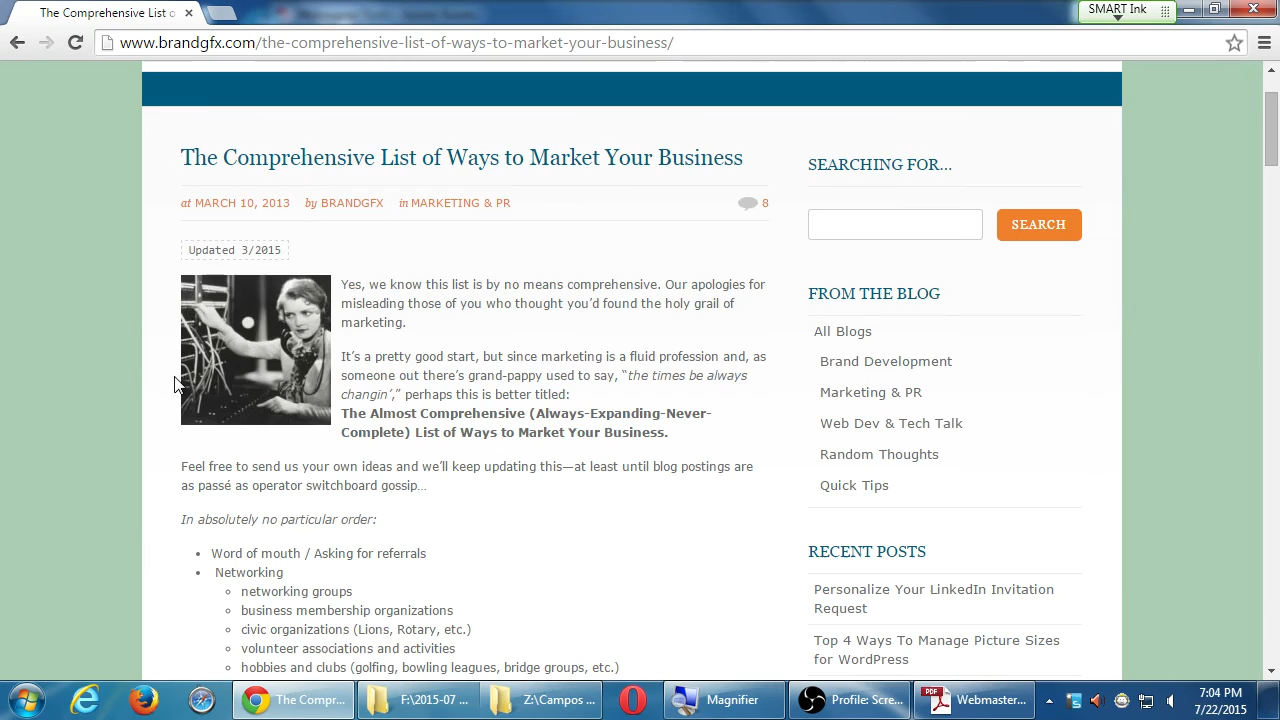 The Comprehensive List o
SMART Ink
www.brandgfx.com/the-comprehensive-list-of-ways-to-market-your-business/
The Comprehensive List of Ways to Market Your Business
at MARCH 10, 2013 by BRANDGFX in MARKETING & PR
8
Updated 3/2015
Yes, we know this list is by no means comprehensive. Our apologies for
misleading those of you who thought you’d found the holy grail of
marketing.
It’s a pretty good start, but since marketing is a fluid profession and, as
someone out there’s grand-pappy used to say, “the times be always
changin’,” perhaps this is better titled:
The Almost Comprehensive (Always-Expanding-Never-
Complete) List of Ways to Market Your Business.
Feel free to send us your own ideas and we’ll keep updating this—at least until blog postings are
as passé as operator switchboard gossip…
In absolutely no particular order:
• Word of mouth / Asking for referrals
• Networking
◦ networking groups
◦ business membership organizations
◦ civic organizations (Lions, Rotary, etc.)
◦ volunteer associations and activities
◦ hobbies and clubs (golfing, bowling leagues, bridge groups, etc.)
SEARCHING FOR...
SEARCH
FROM THE BLOG
All Blogs
Brand Development
Marketing & PR
Web Dev & Tech Talk
Random Thoughts
Quick Tips
RECENT POSTS
Personalize Your LinkedIn Invitation
Request
Top 4 Ways To Manage Picture Sizes
for WordPress
The Compr...
F:\2015-07 ...
Z:\Campos ...
Magnifier
Profile: Scre...
PDF
Webmaster...
7:04 PM
7/22/2015